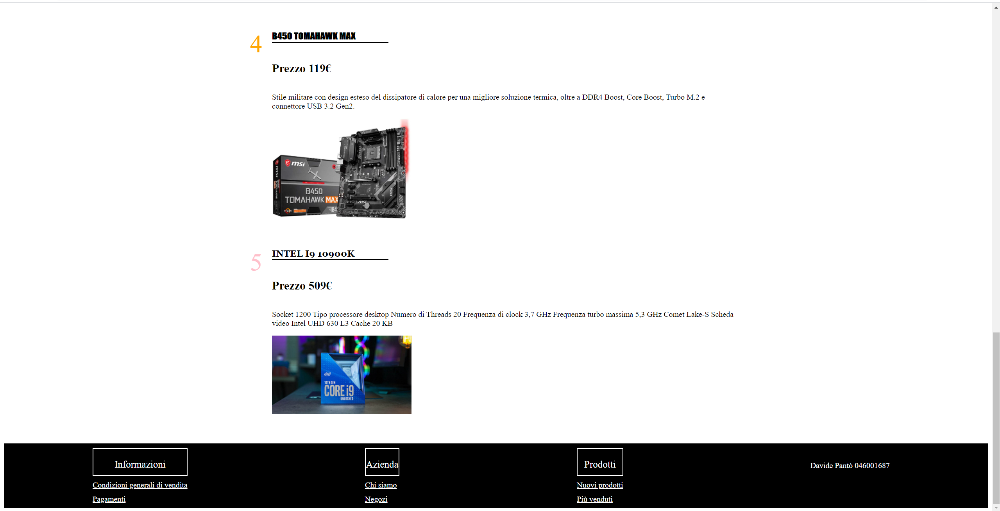 4
B450 TOMAHAWK MAX
Prezzo 119€
Stile militare con design esteso del dissipatore di calore per una migliore soluzione termica, oltre a DDR4 Boost, Core Boost, Turbo M.2 e
connettore USB 3.2 Gen2.
msi
B450
TOMAHAWK MAX
RYZEN
msi
msi
5
INTEL I9 10900K
Prezzo 509€
Socket 1200 Tipo processore desktop Numero di Threads 20 Frequenza di clock 3,7 GHz Frequenza turbo massima 5,3 GHz Comet Lake-S Scheda
video Intel UHD 630 L3 Cache 20 KB
intel
10TH GEN
CORE i9
UNLOCKED
Informazioni
Condizioni generali di vendita
Pagamenti
Azienda
Chi siamo
Negozi
Prodotti
Nuovi prodotti
Più venduti
Davide Pantò 046001687